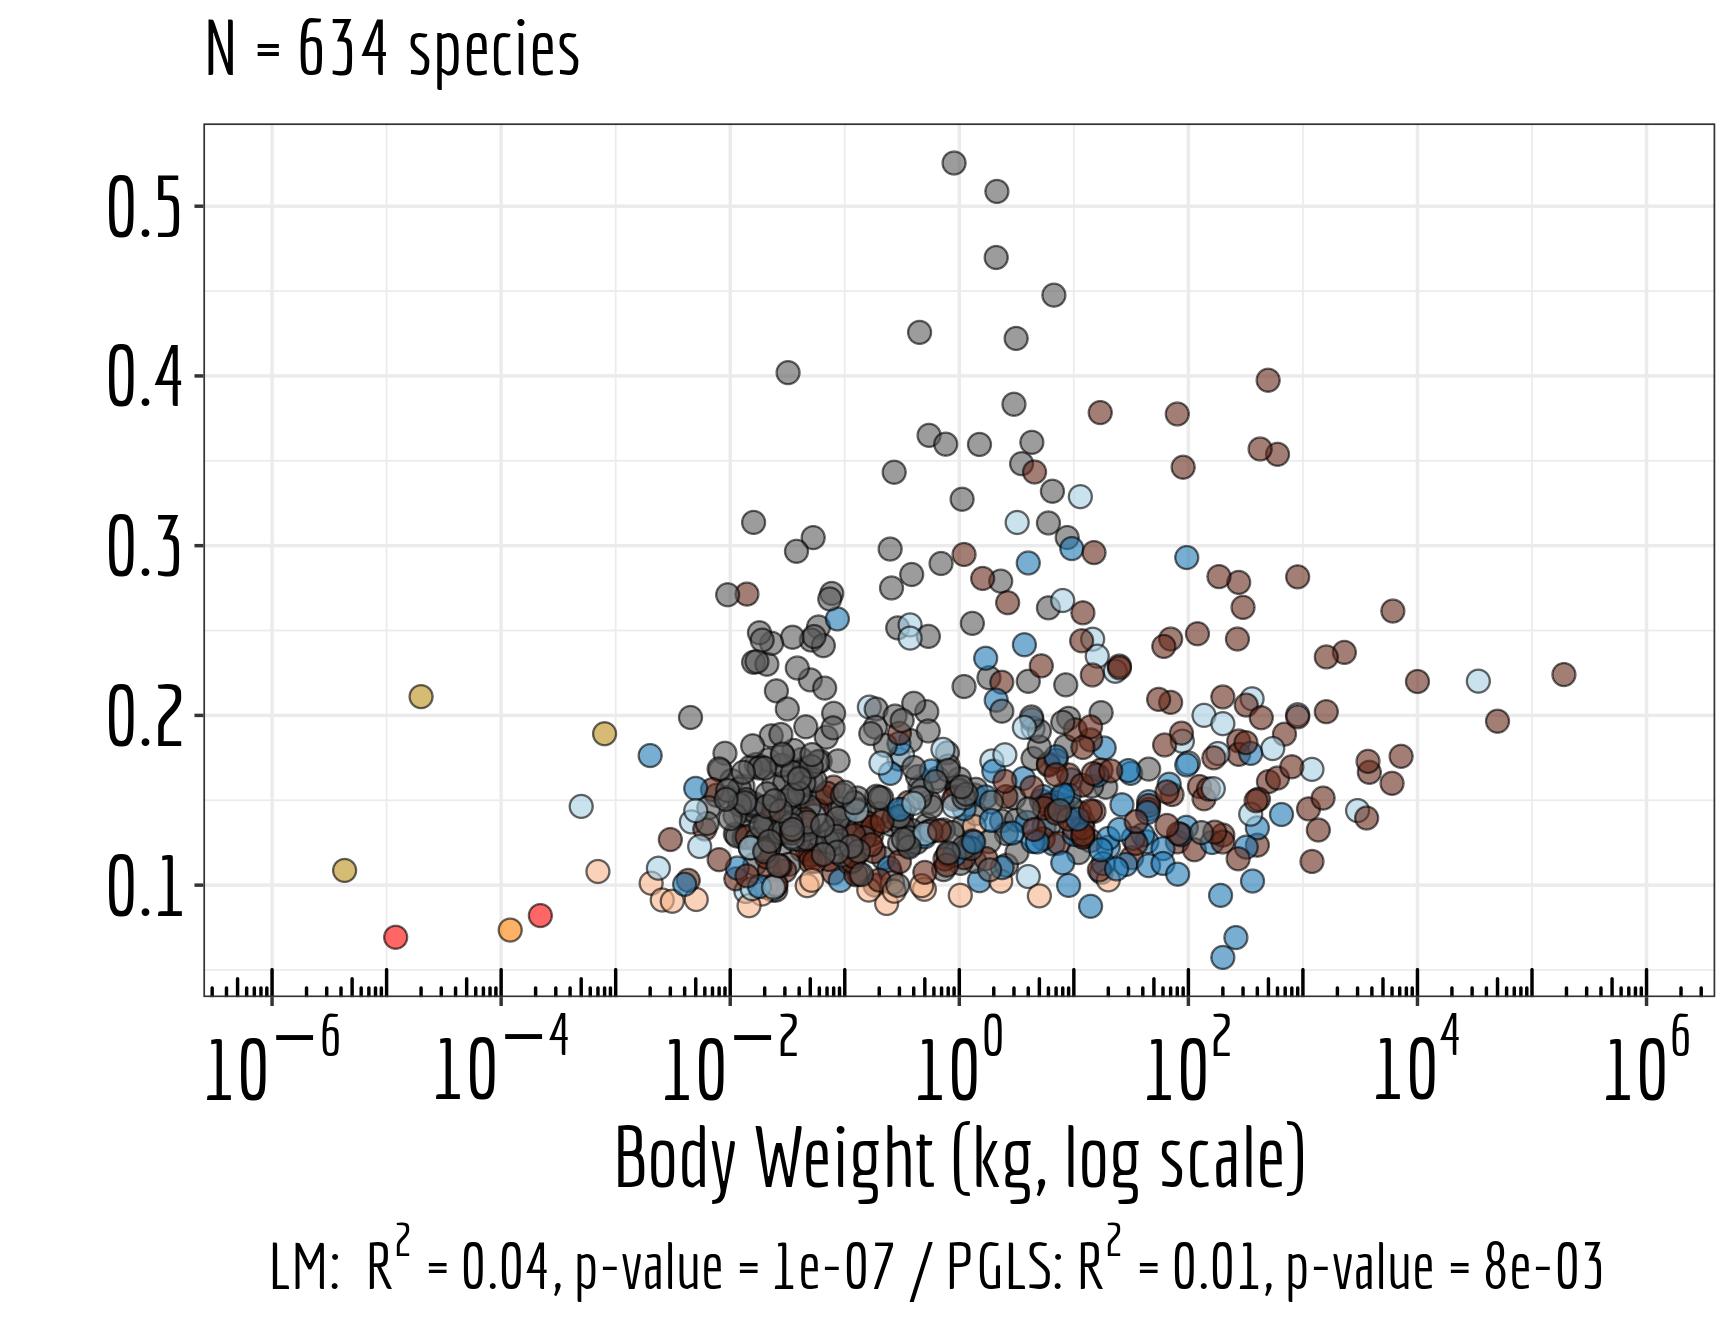 N = 634 species
0.5
0.4
0.3
0.2
0.1
10⁻⁶ 10⁻⁴ 10⁻² 10⁰ 10² 10⁴ 10⁶
Body Weight (kg, log scale)
LM: R² = 0.04, p-value = 1e-07 / PGLS: R² = 0.01, p-value = 8e-03